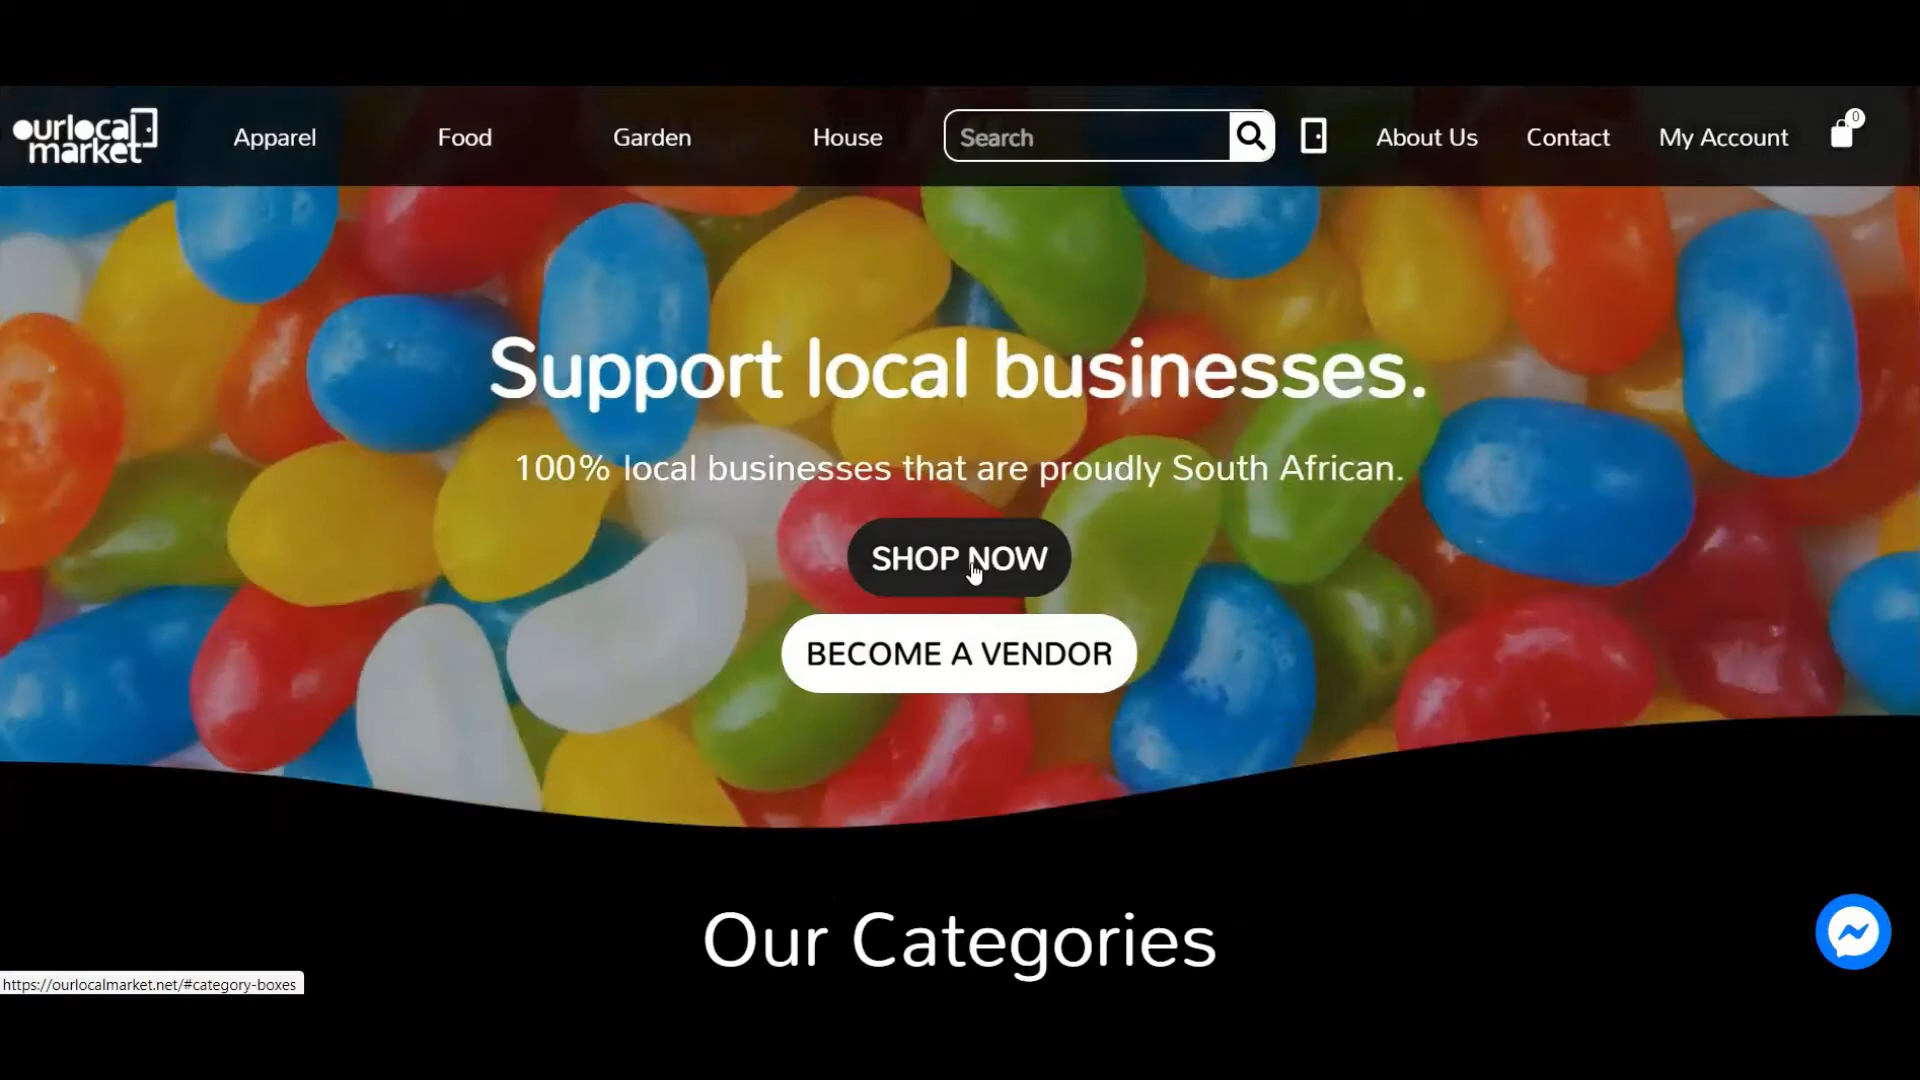 ourlocal
market
Apparel
Food
Garden
House
Search
About Us
Contact
My Account
0
Support local businesses.
100% local businesses that are proudly South African.
SHOP NOW
BECOME A VENDOR
Our Categories
https://ourlocalmarket.net/#category-boxes